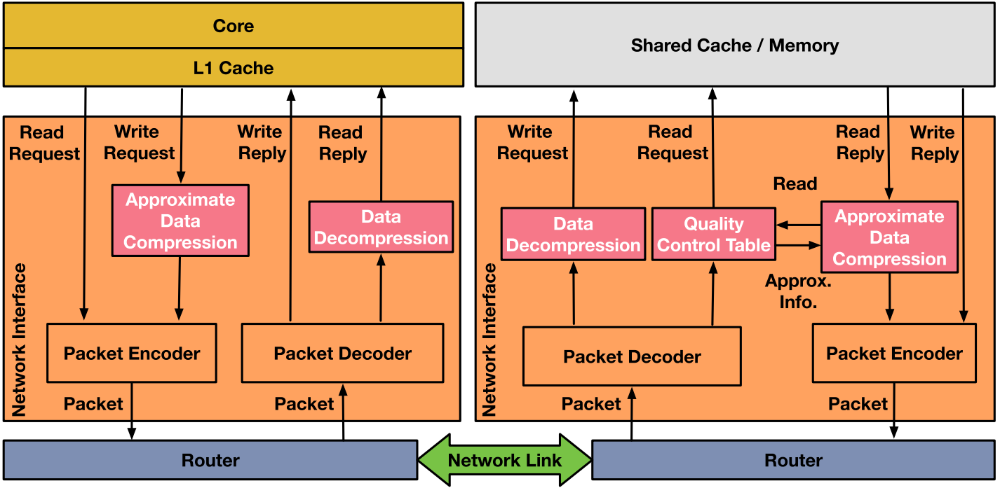 Core
L1 Cache
Read
Request
Write
Request
Write
Reply
Read
Reply
Approximate
Data
Compression
Data
Decompression
Network Interface
Packet Encoder
Packet Decoder
Packet
Packet
Router
Network Link
Shared Cache / Memory
Write
Request
Read
Request
Read
Reply
Write
Reply
Read
Data
Decompression
Quality
Control Table
Approximate
Data
Compression
Approx.
Info.
Network Interface
Packet Decoder
Packet Encoder
Packet
Packet
Router